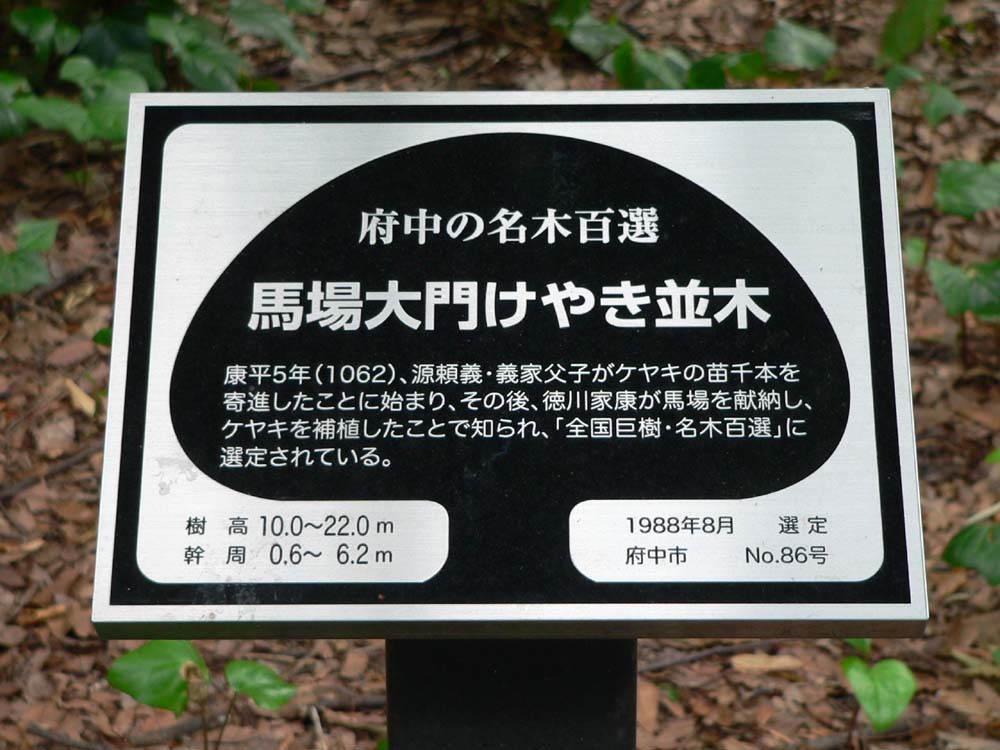 府中の名木百選
馬場大門けやき並木
康平5年(1062)、源頼義・義家父子がケヤキの苗千本を
寄進したことに始まり、その後、徳川家康が馬場を献納し、
ケヤキを補植したことで知られ、「全国巨樹・名木百選」に
選定されている。
樹 高 10.0〜22.0 m
幹 周 0.6〜 6.2 m
1988年8月 選 定
府中市 No.86号